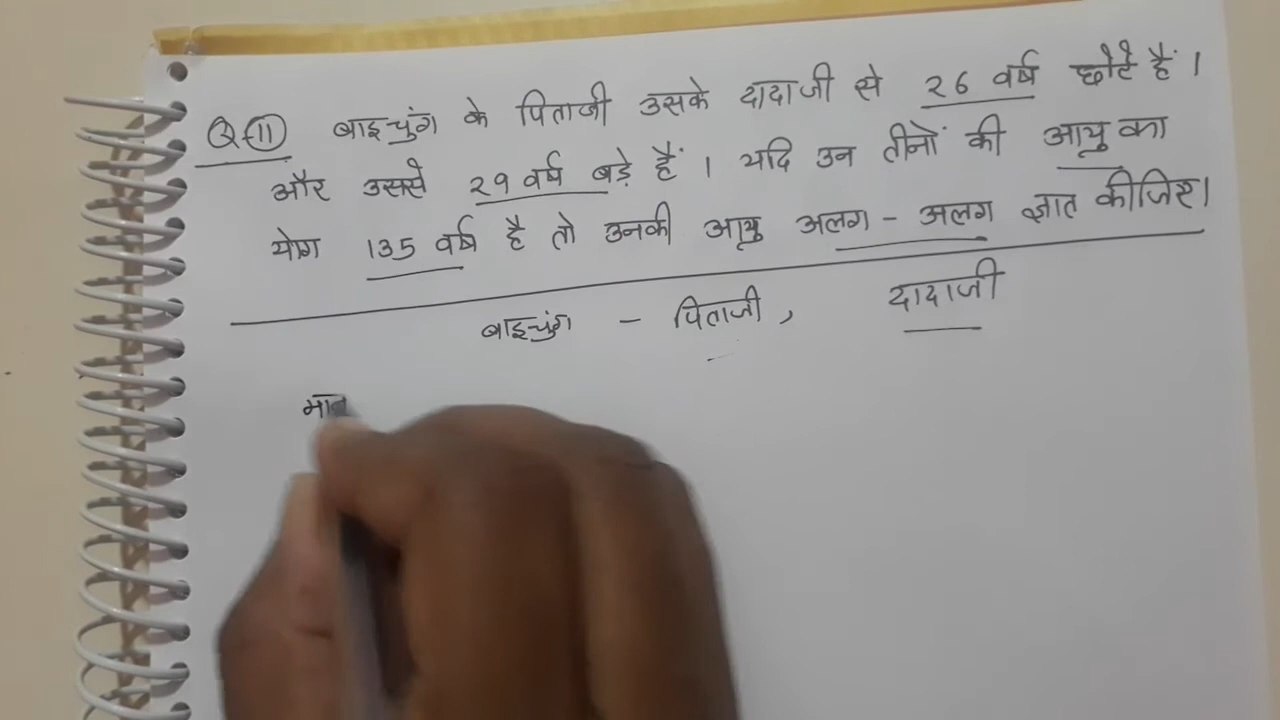 Q-11 बाइचुंग के पिताजी उसके दादाजी से 26 वर्ष छोटे हैं ।
और उससे 29 वर्ष बड़े हैं । यदि उन तीनों की आयु का
योग 135 वर्ष है तो उनकी आयु अलग - अलग ज्ञात कीजिए।
बाइचुंग - पिताजी, दादाजी
मान